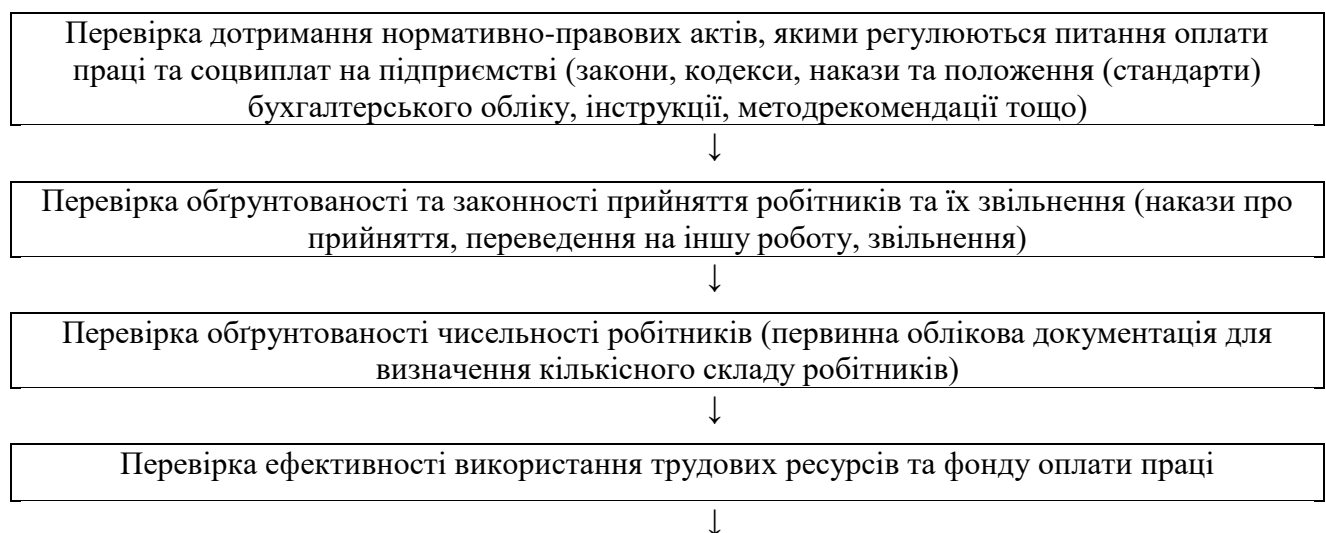 Перевірка дотримання нормативно-правових актів, якими регулюються питання оплати
праці та соцвиплат на підприємстві (закони, кодекси, накази та положення (стандарти)
бухгалтерського обліку, інструкції, методрекомендації тощо)
↓
Перевірка обґрунтованості та законності прийняття робітників та їх звільнення (накази про
прийняття, переведення на іншу роботу, звільнення)
↓
Перевірка обґрунтованості чисельності робітників (первинна облікова документація для
визначення кількісного складу робітників)
↓
Перевірка ефективності використання трудових ресурсів та фонду оплати праці
↓